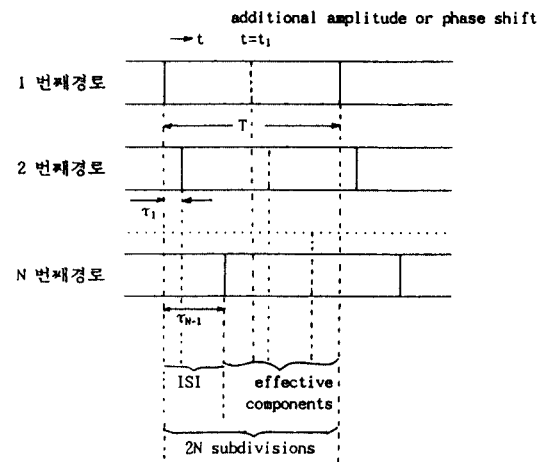 additional amplitude or phase shift
t t=t₁
1 번째경로
T
2 번째경로
τ₁
N 번째경로
τN-1
ISI effective
components
2N subdivisions